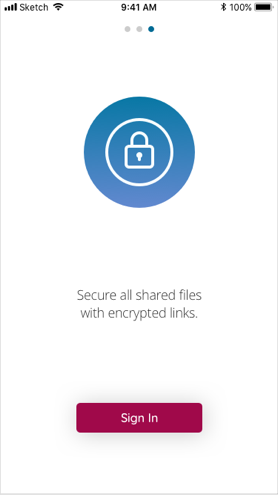 Sketch 9:41 AM 100%
Secure all shared files
with encrypted links.
Sign In